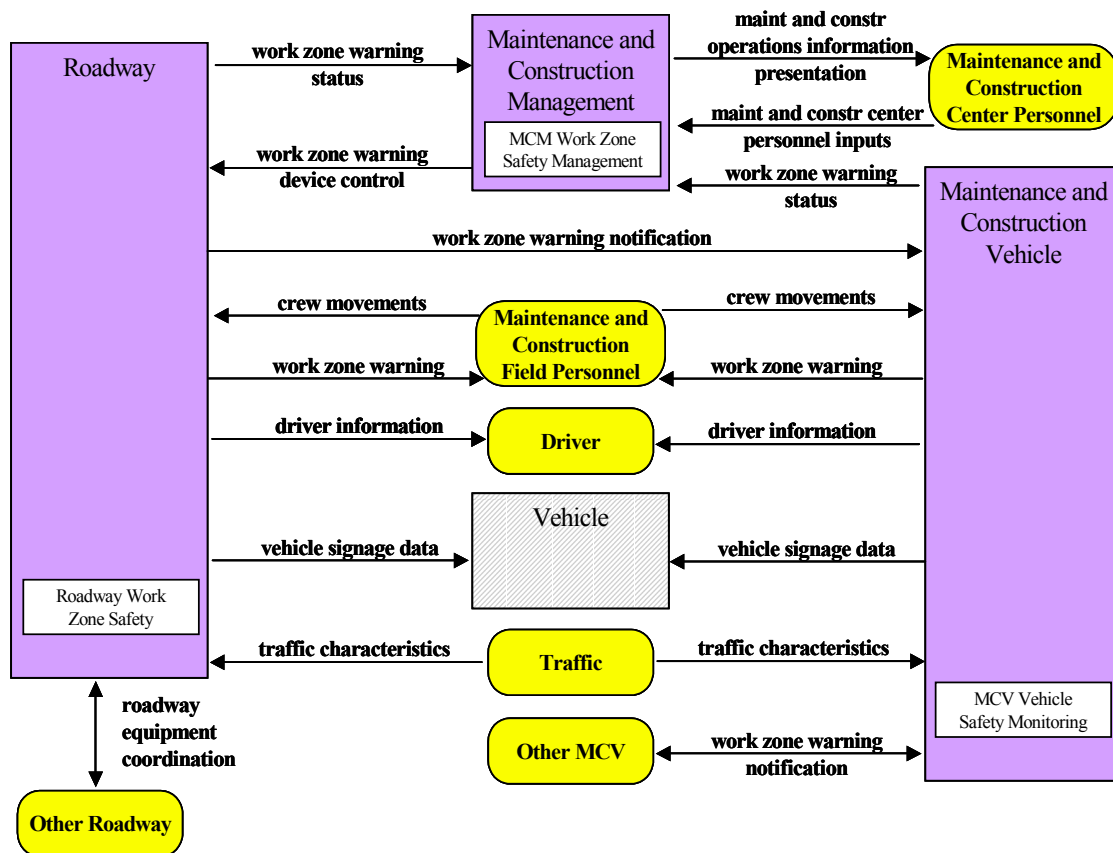 Roadway
work zone warning
status
Maintenance and
Construction
Management
MCM Work Zone
Safety Management
maint and constr
operations information
presentation
Maintenance and
Construction
Center Personnel
maint and constr center
personnel inputs
work zone warning
device control
work zone warning
status
Maintenance and
Construction
Vehicle
work zone warning notification
crew movements
Maintenance and
Construction
Field Personnel
crew movements
work zone warning
work zone warning
driver information
Driver
driver information
vehicle signage data
Vehicle
vehicle signage data
Roadway Work
Zone Safety
traffic characteristics
Traffic
traffic characteristics
MCV Vehicle
Safety Monitoring
roadway
equipment
coordination
Other MCV
work zone warning
notification
Other Roadway